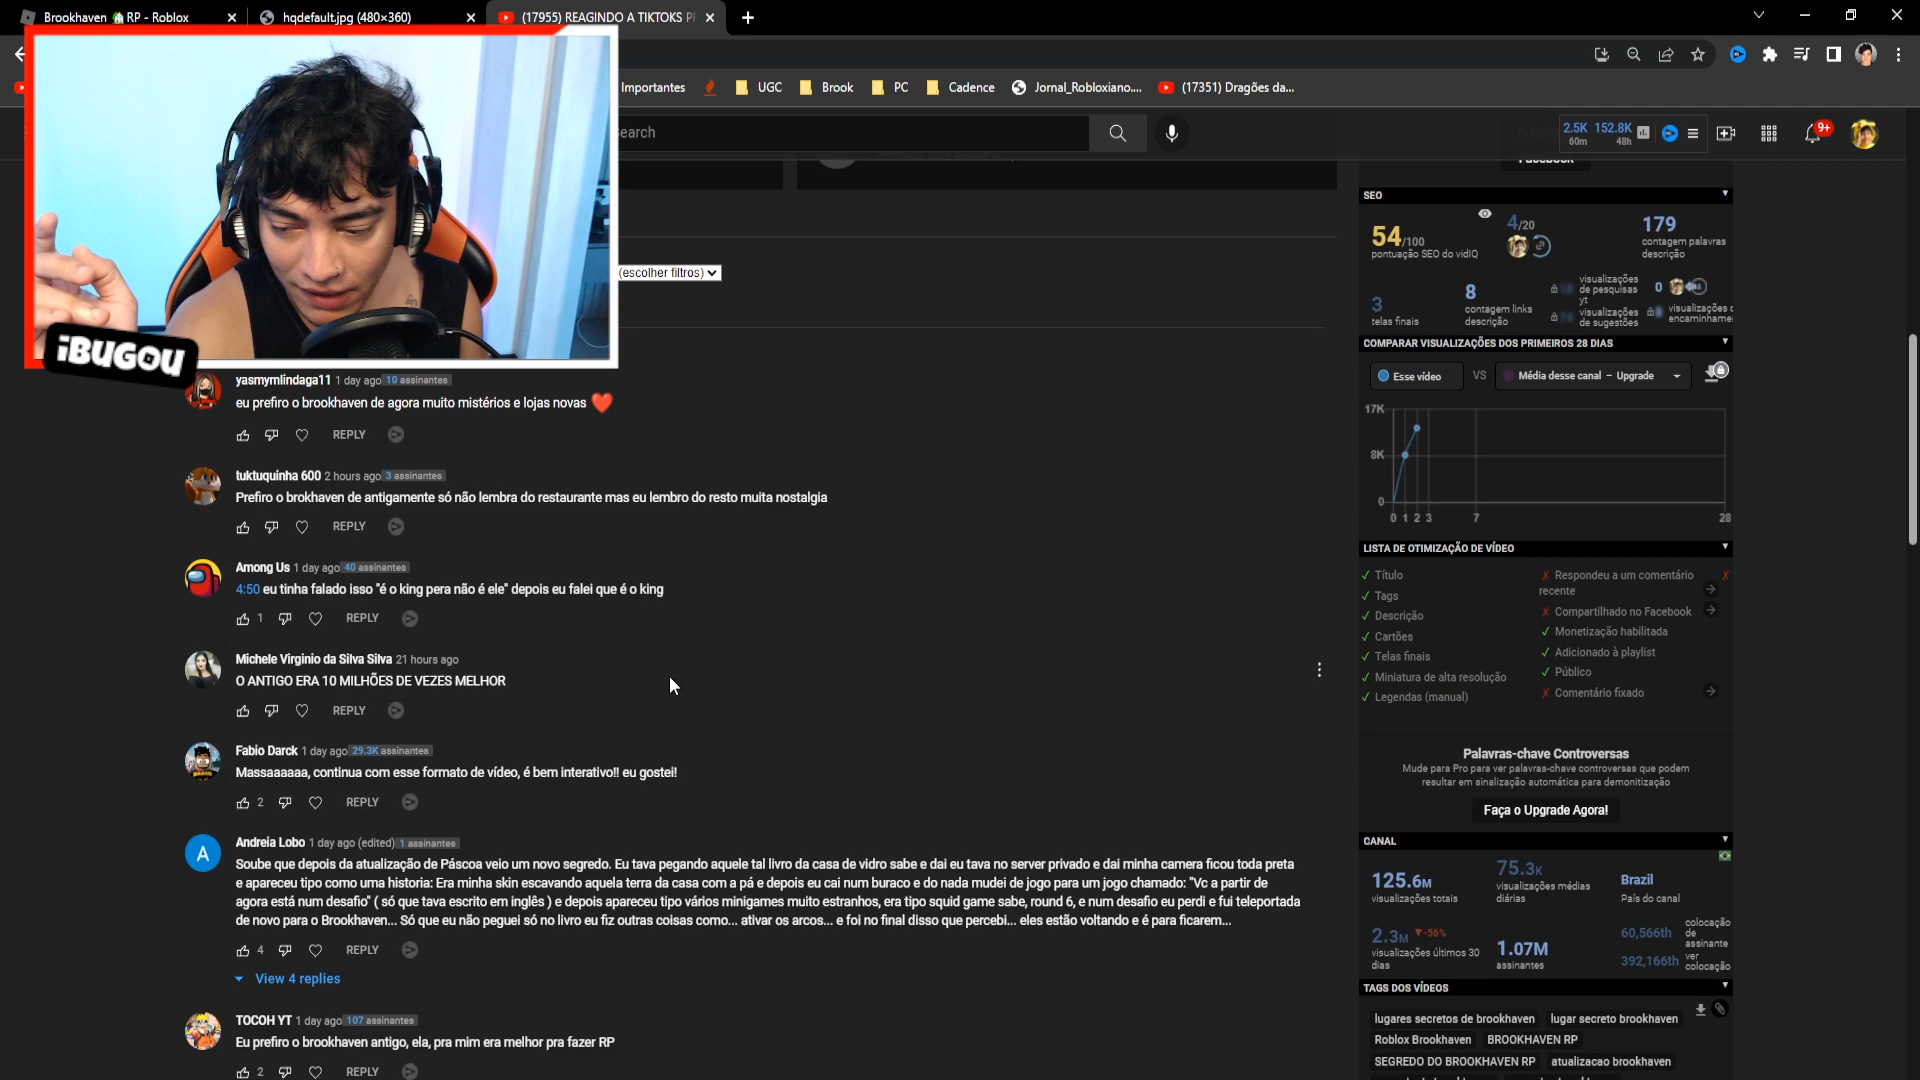 Brookhaven 🏠RP - Roblox
hqdefault.jpg (480×360)
(17955) REAGINDO A TIKTOKS P
Importantes
UGC
Brook
PC
Cadence
Jornal_Robloxiano....
(17351) Dragões da...
earch
2.5K 152.8K
60m 48h
9+
iBUGOU
(escolher filtros)
yasmymlindaga11 1 day ago 10 assinantes
eu prefiro o brookhaven de agora muito mistérios e lojas novas ❤️
REPLY
tuktuquinha 600 2 hours ago 3 assinantes
Prefiro o brokhaven de antigamente só não lembra do restaurante mas eu lembro do resto muita nostalgia
REPLY
Among Us 1 day ago 40 assinantes
4:50 eu tinha falado isso "é o king pera não é ele" depois eu falei que é o king
1 REPLY
Michele Virginio da Silva Silva 21 hours ago
O ANTIGO ERA 10 MILHÕES DE VEZES MELHOR
REPLY
Fabio Darck 1 day ago 29.3K assinantes
Massaaaaaa, continua com esse formato de vídeo, é bem interativo!! eu gostei!
2 REPLY
A
Andreia Lobo 1 day ago (edited) 1 assinantes
Soube que depois da atualização de Páscoa veio um novo segredo. Eu tava pegando aquele tal livro da casa de vidro sabe e dai eu tava no server privado e dai minha camera ficou toda preta
e apareceu tipo como uma historia: Era minha skin escavando aquela terra da casa com a pá e depois eu cai num buraco e do nada mudei de jogo para um jogo chamado: "Vc a partir de
agora está num desafio" ( só que tava escrito em inglês ) e depois apareceu tipo vários minigames muito estranhos, era tipo squid game sabe, round 6, e num desafio eu perdi e fui teleportada
de novo para o Brookhaven... Só que eu não peguei só no livro eu fiz outras coisas como... ativar os arcos... e foi no final disso que percebi... eles estão voltando e é para ficarem...
4 REPLY
View 4 replies
TOCOH YT 1 day ago 107 assinantes
Eu prefiro o brookhaven antigo, ela, pra mim era melhor pra fazer RP
2 REPLY
SEO
54/100
pontuação SEO do vidIQ
4/20
179
contagem palavras
descrição
3
telas finais
8
contagem links
descrição
visualizações
de pesquisas
yt
visualizações
de sugestões
0
visualizações
encaminhame
COMPARAR VISUALIZAÇÕES DOS PRIMEIROS 28 DIAS
Esse vídeo
VS
Média desse canal – Upgrade
17K
8K
0
0 1 2 3 7 28
LISTA DE OTIMIZAÇÃO DE VÍDEO
✓ Título
✓ Tags
✓ Descrição
✓ Cartões
✓ Telas finais
✓ Miniatura de alta resolução
✓ Legendas (manual)
✗ Respondeu a um comentário
recente
✗ Compartilhado no Facebook
✓ Monetização habilitada
✓ Adicionado à playlist
✓ Público
✗ Comentário fixado
Palavras-chave Controversas
Mude para Pro para ver palavras-chave controversas que podem
resultar em sinalização automática para demonitização
Faça o Upgrade Agora!
CANAL
125.6M
visualizações totais
75.3K
visualizações médias
diárias
Brazil
País do canal
2.3M ▼-56%
visualizações últimos 30
dias
1.07M
assinantes
60,566th
colocação
de
assinante
392,166th
ver
colocação
TAGS DOS VÍDEOS
lugares secretos de brookhaven
lugar secreto brookhaven
Roblox Brookhaven
BROOKHAVEN RP
SEGREDO DO BROOKHAVEN RP
atualizacao brookhaven